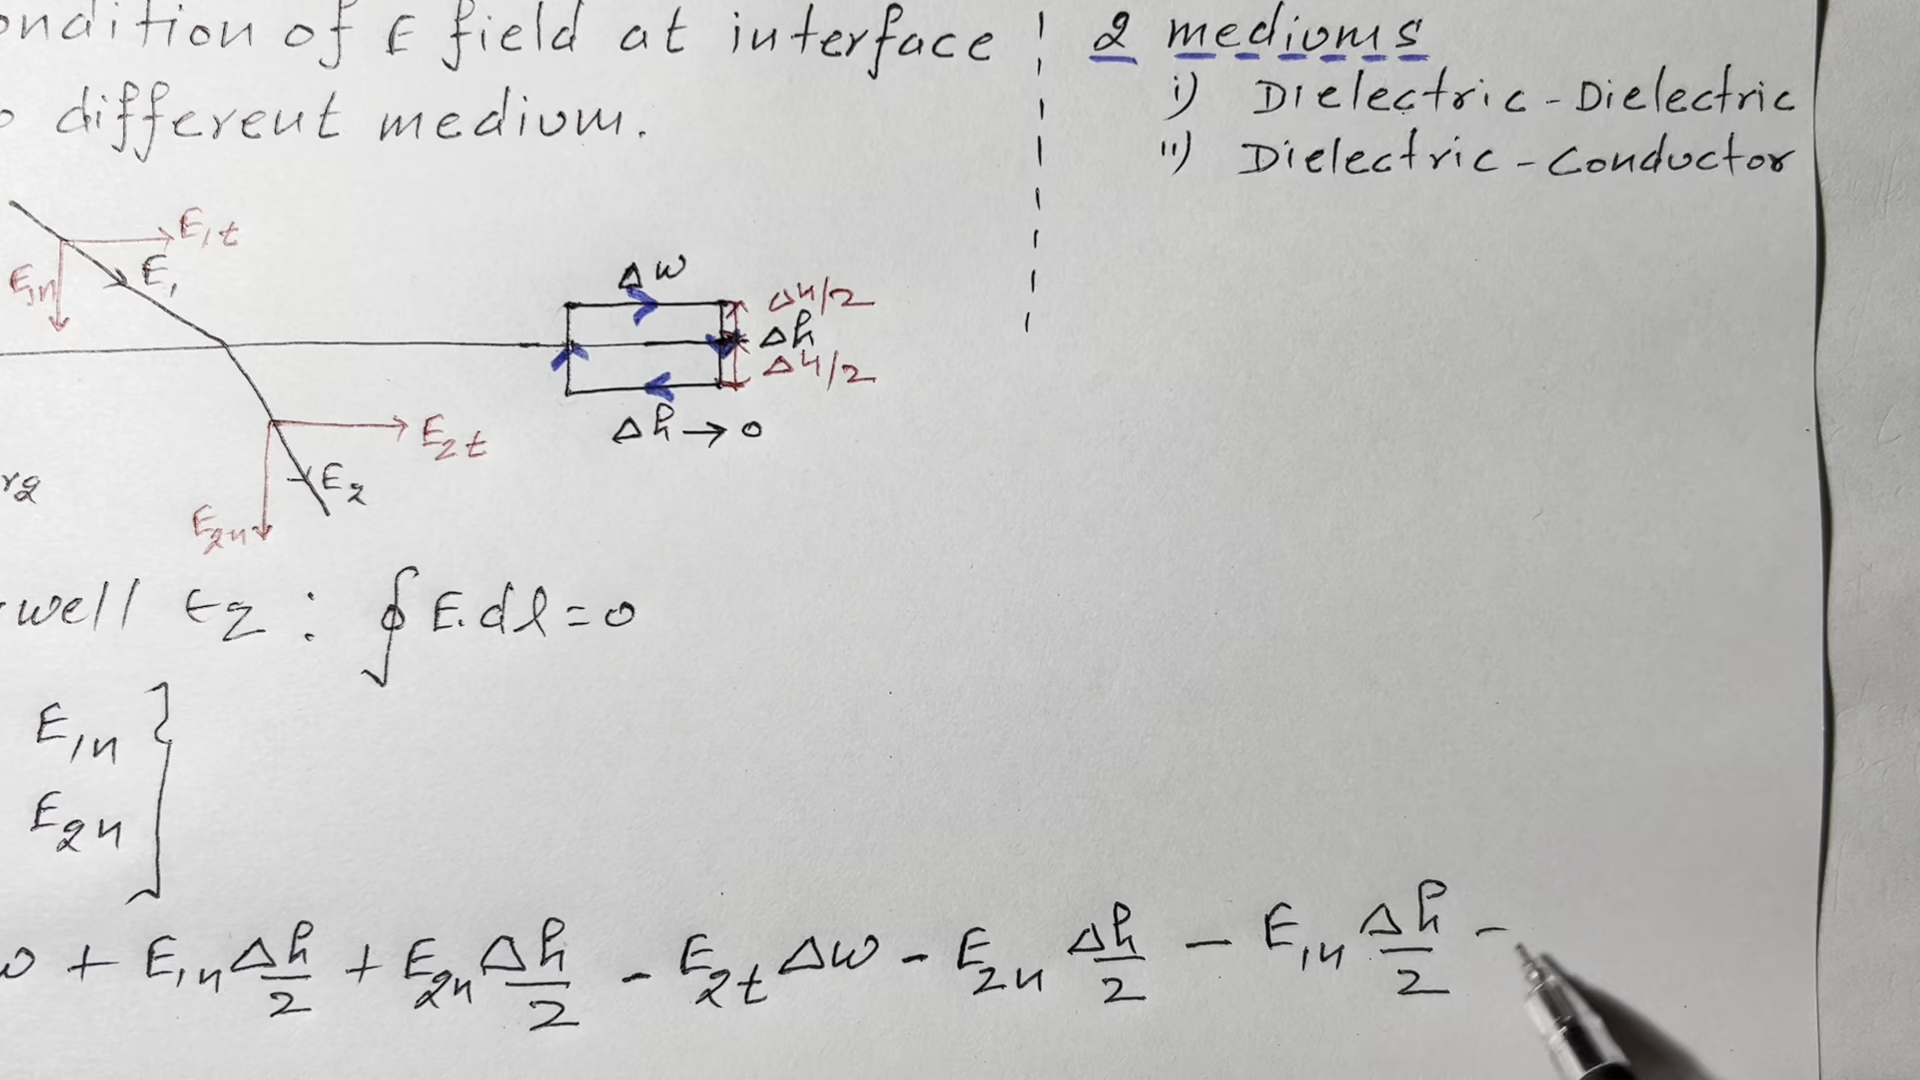 ondition of E field at interface
different medium.
2 mediums
i) Dielectric - Dielectric
ii) Dielectric - Conductor
E1t
E1n
E1
Δw
Δh/2
Δh
Δh/2
Δh → 0
E2t
E2
E2n
r2
well Eq : ∮ E.dl = 0
E1n
E2n
w + E1n Δh/2 + E2n Δh/2 - E2t Δw - E2n Δh/2 - E1n Δh/2 -